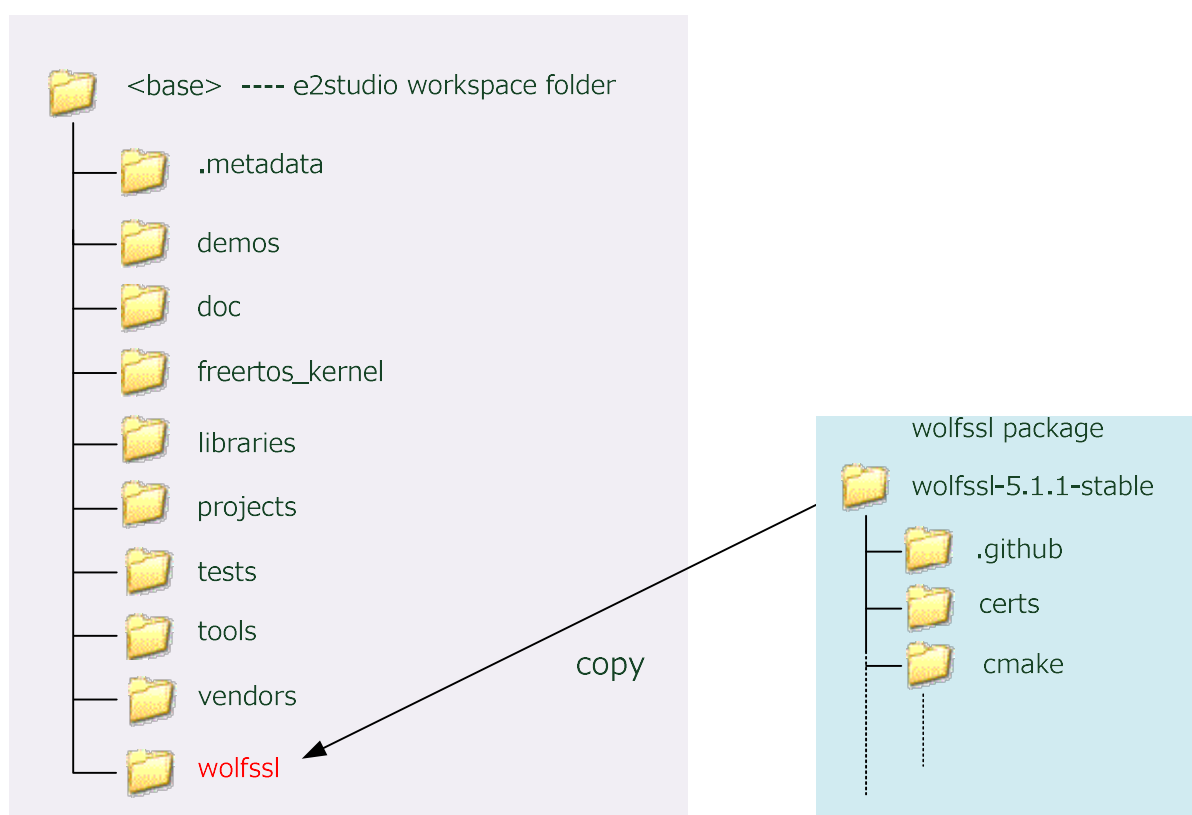 <base> ---- e2studio workspace folder
.metadata
demos
doc
freertos_kernel
libraries
projects
tests
tools
vendors
wolfssl
copy
wolfssl package
wolfssl-5.1.1-stable
.github
certs
cmake